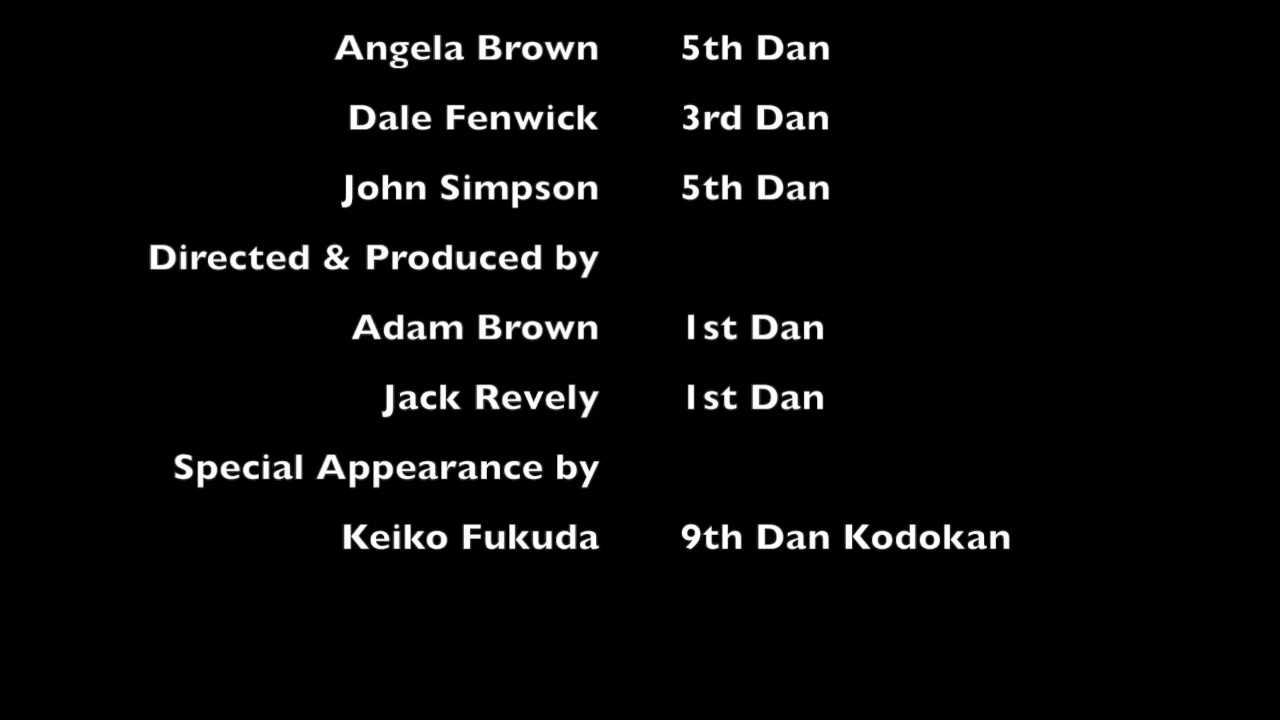 Angela Brown 5th Dan
Dale Fenwick 3rd Dan
John Simpson 5th Dan
Directed & Produced by
Adam Brown 1st Dan
Jack Revely 1st Dan
Special Appearance by
Keiko Fukuda 9th Dan Kodokan